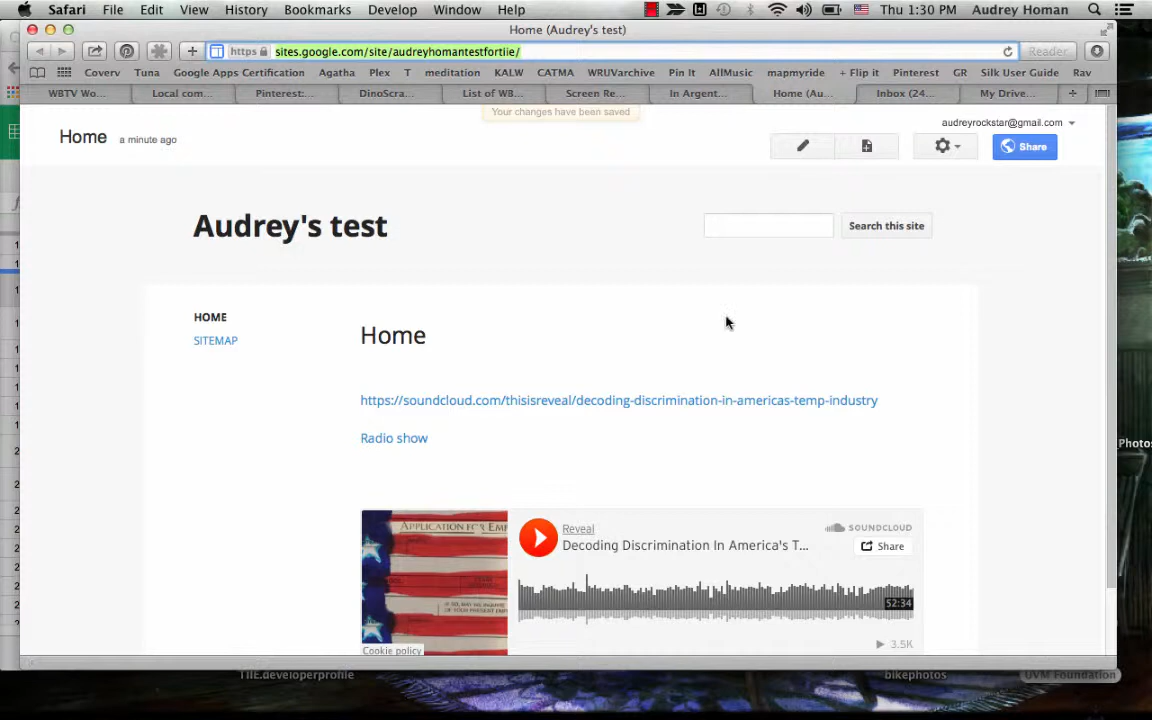 Safari File Edit View History Bookmarks Develop Window Help Thu 1:30 PM Audrey Homan
Home (Audrey's test)
https sites.google.com/site/audreyhomantestfortiie/ Reader
Coverv Tuna Google Apps Certification Agatha Plex T meditation KALW CATMA WRUVarchive Pin It AllMusic mapmyride + Flip it Pinterest GR Silk User Guide Rav
WBTV Wo... Local com... Pinterest:... DinoScra... List of WB... Screen Re... In Argent... Home (Au... Inbox (24... My Drive...
Your changes have been saved
audreyrockstar@gmail.com
Home a minute ago
Share
Audrey's test
Search this site
HOME
SITEMAP
Home
https://soundcloud.com/thisisreveal/decoding-discrimination-in-americas-temp-industry
Radio show
APPLICATION FOR EMP
Reveal
SOUNDCLOUD
Decoding Discrimination In America's T...
Share
52:34
Cookie policy
3.5K
Photos
TIIE.developerprofile
bikephotos
UVM Foundation